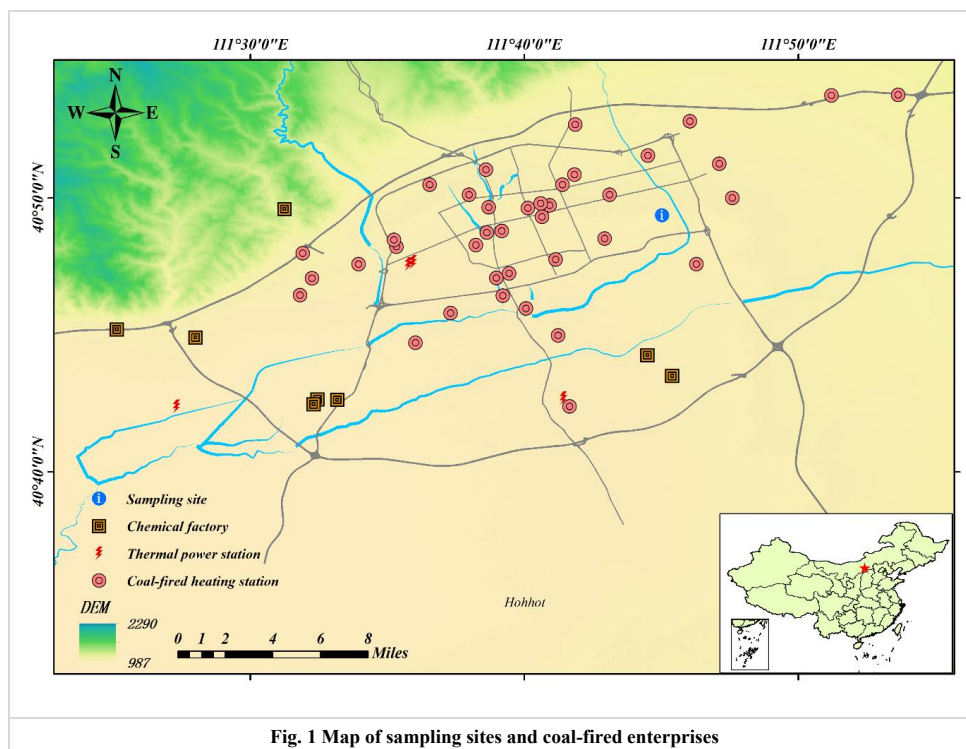 111°30'0"E 111°40'0"E 111°50'0"E
N
W E
S
40°50'0"N
40°40'0"N
i
Sampling site
Chemical factory
Thermal power station
Coal-fired heating station
DEM
2290
987
0 1 2 4 6 8
Miles
Hohhot
Fig. 1 Map of sampling sites and coal-fired enterprises